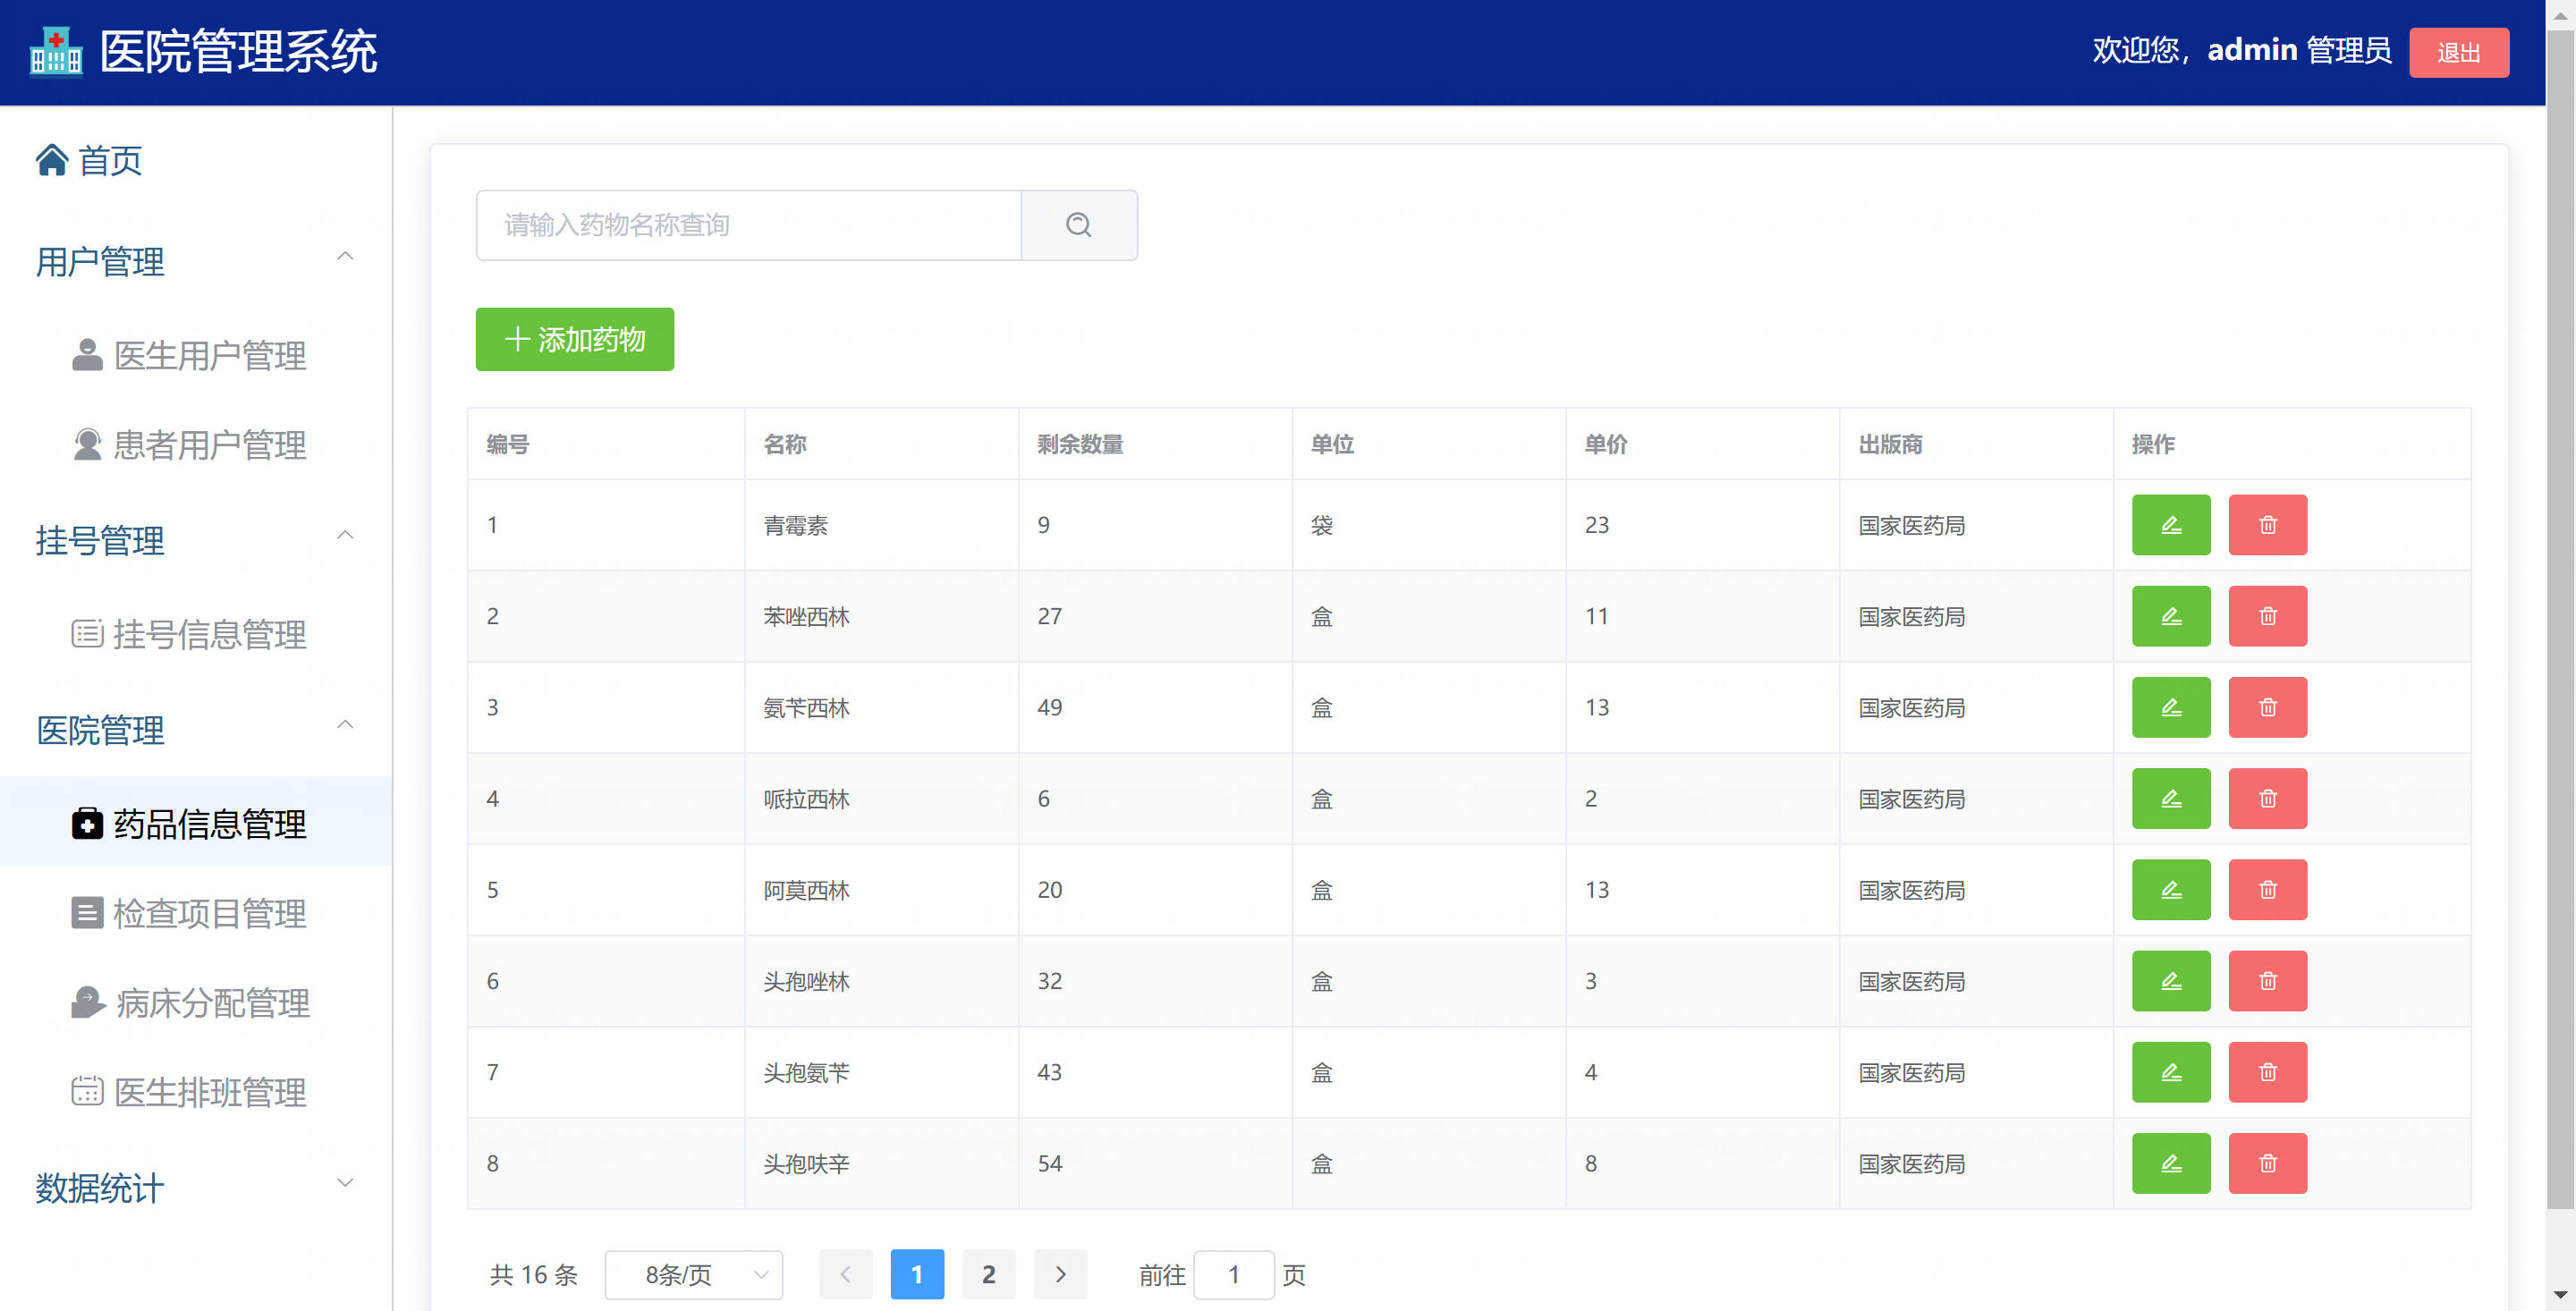 医院管理系统
欢迎您，admin 管理员 退出
首页
用户管理
医生用户管理
患者用户管理
挂号管理
挂号信息管理
医院管理
药品信息管理
检查项目管理
病床分配管理
医生排班管理
数据统计
请输入药物名称查询
添加药物
编号 名称 剩余数量 单位 单价 出版商 操作
1 青霉素 9 袋 23 国家医药局
2 苯唑西林 27 盒 11 国家医药局
3 氨苄西林 49 盒 13 国家医药局
4 哌拉西林 6 盒 2 国家医药局
5 阿莫西林 20 盒 13 国家医药局
6 头孢唑林 32 盒 3 国家医药局
7 头孢氨苄 43 盒 4 国家医药局
8 头孢呋辛 54 盒 8 国家医药局
共 16 条 8条/页 1 2 前往 1 页